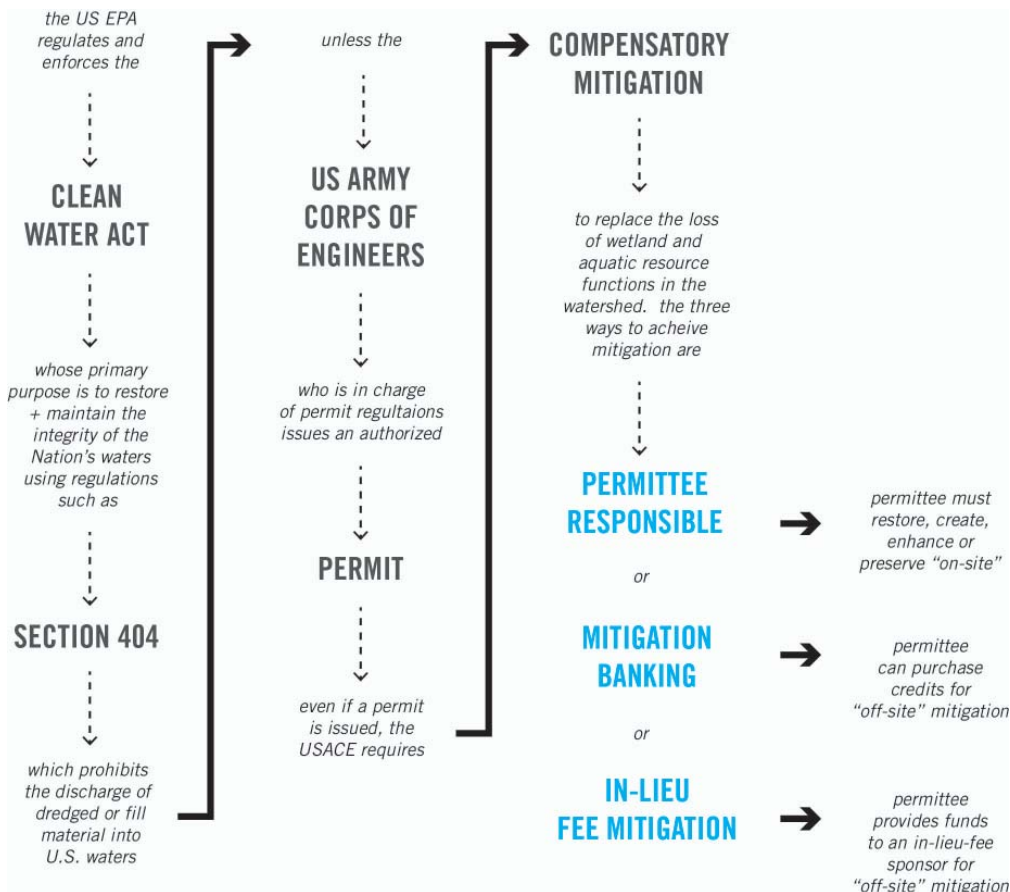 the US EPA
regulates and
enforces the
CLEAN
WATER ACT
whose primary
purpose is to restore
+ maintain the
integrity of the
Nation's waters
using regulations
such as
SECTION 404
which prohibits
the discharge of
dredged or fill
material into
U.S. waters
unless the
US ARMY
CORPS OF
ENGINEERS
who is in charge
of permit regultaions
issues an authorized
PERMIT
even if a permit
is issued, the
USACE requires
COMPENSATORY
MITIGATION
to replace the loss
of wetland and
aquatic resource
functions in the
watershed. the three
ways to acheive
mitigation are
PERMITTEE
RESPONSIBLE
permittee must
restore, create,
enhance or
preserve "on-site"
or
MITIGATION
BANKING
permittee
can purchase
credits for
"off-site" mitigation
or
IN-LIEU
FEE MITIGATION
permittee
provides funds
to an in-lieu-fee
sponsor for
"off-site" mitigation